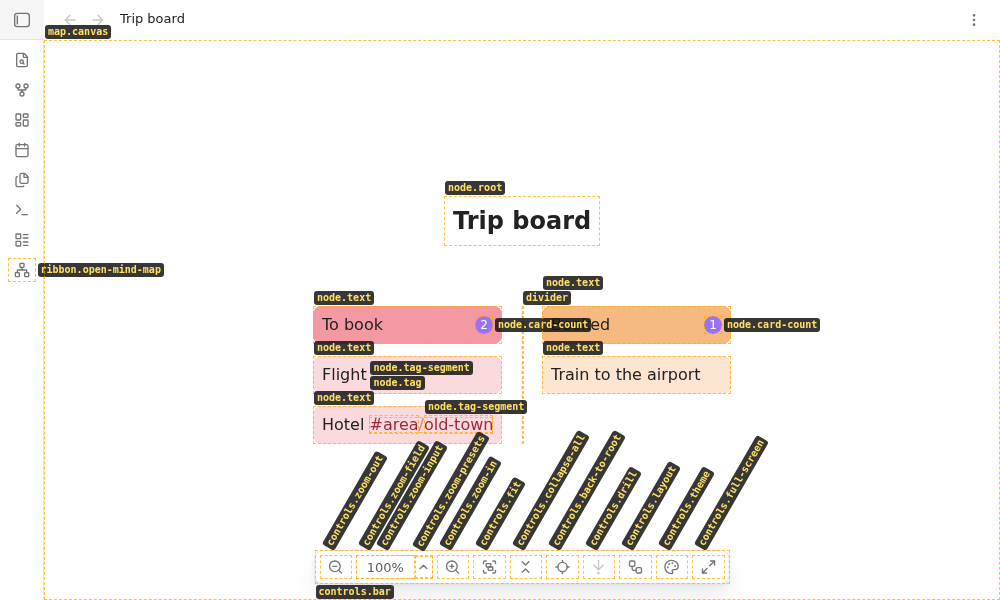 Trip board
map.canvas
node.root
Trip board
ribbon.open-mind-map
node.text
node.text
divider
To book
2
node.card-count
ed
1
node.card-count
node.text
node.text
Flight
node.tag-segment
node.tag
Train to the airport
node.text
node.tag-segment
Hotel #area/old-town
controls.zoom-out
controls.zoom-field
controls.zoom-input
controls.zoom-presets
controls.zoom-in
controls.fit
controls.collapse-all
controls.back-to-root
controls.drill
controls.layout
controls.theme
controls.full-screen
100%
controls.bar